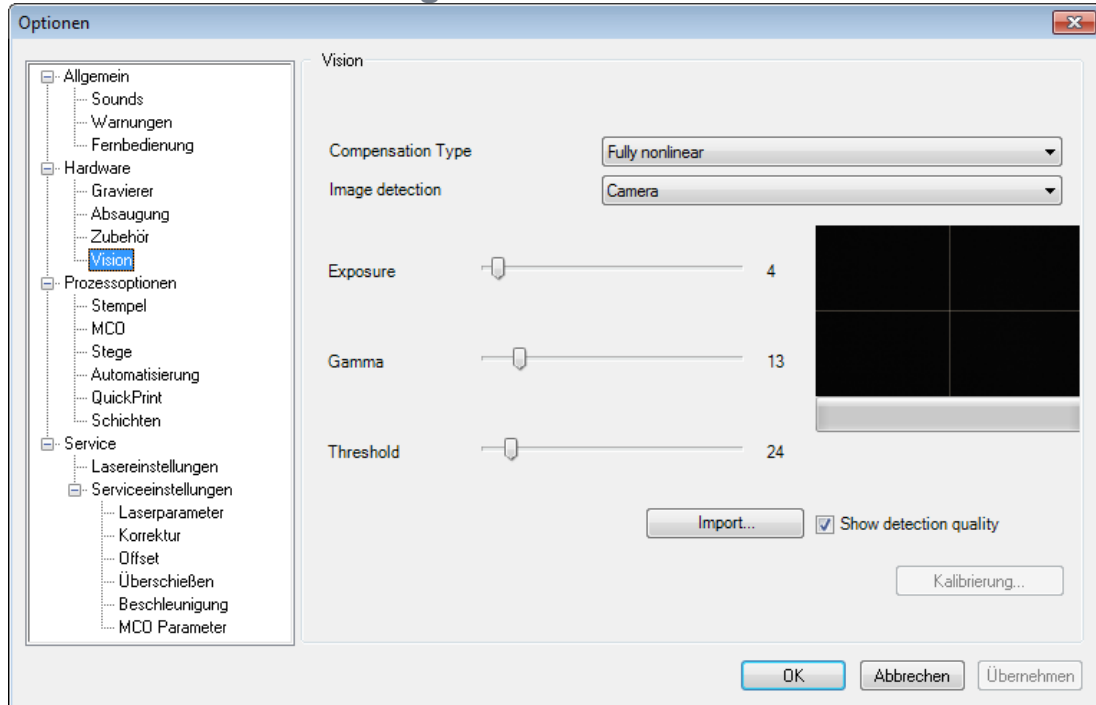 Optionen
Allgemein
Sounds
Warnungen
Fernbedienung
Hardware
Gravierer
Absaugung
Zubehör
Vision
Prozessoptionen
Stempel
MCO
Stege
Automatisierung
QuickPrint
Schichten
Service
Lasereinstellungen
Serviceeinstellungen
Laserparameter
Korrektur
Offset
Überschießen
Beschleunigung
MCO Parameter
Vision
Compensation Type Fully nonlinear
Image detection Camera
Exposure 4
Gamma 13
Threshold 24
Import... Show detection quality
Kalibrierung...
OK Abbrechen Übernehmen